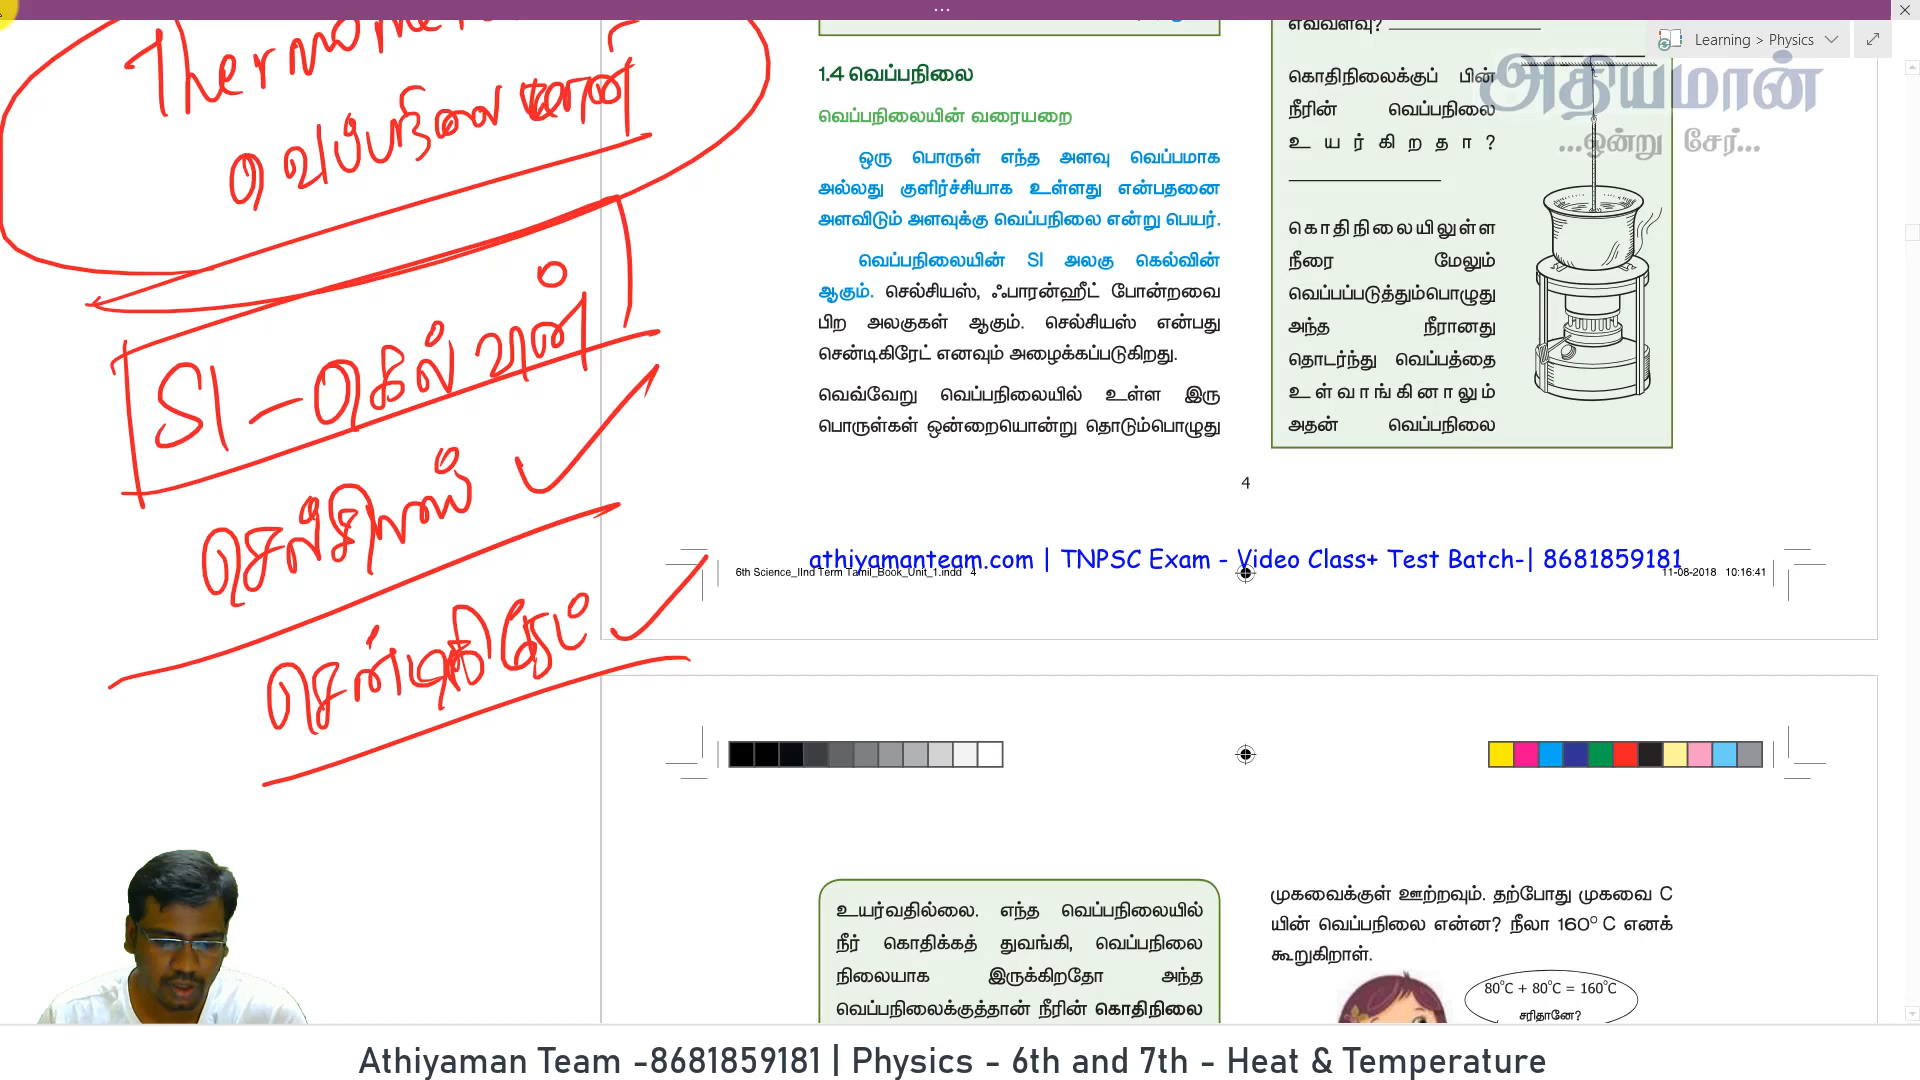 Thermome
வெப்பநிலை மானி
SI - கெல்வின்
செல்சியஸ்
சென்டிகிரேட்
1.4 வெப்பநிலை
வெப்பநிலையின் வரையறை
ஒரு பொருள் எந்த அளவு வெப்பமாக
அல்லது குளிர்ச்சியாக உள்ளது என்பதனை
அளவிடும் அளவுக்கு வெப்பநிலை என்று பெயர்.
வெப்பநிலையின் SI அலகு கெல்வின்
ஆகும். செல்சியஸ், ஃபாரன்ஹீட் போன்றவை
பிற அலகுகள் ஆகும். செல்சியஸ் என்பது
சென்டிகிரேட் எனவும் அழைக்கப்படுகிறது.
வெவ்வேறு வெப்பநிலையில் உள்ள இரு
பொருள்கள் ஒன்றையொன்று தொடும்பொழுது
எவ்வளவு?
கொதிநிலைக்குப் பின்
நீரின் வெப்பநிலை
உயர்கிறதா?
கொதிநிலையிலுள்ள
நீரை மேலும்
வெப்பப்படுத்தும்பொழுது
அந்த நீரானது
தொடர்ந்து வெப்பத்தை
உள்வாங்கினாலும்
அதன் வெப்பநிலை
Learning > Physics
அதியமான்
...ஒன்று சேர்...
4
athiyamanteam.com | TNPSC Exam - Video Class+ Test Batch-| 8681859181
6th Science_IInd Term Tamil_Book_Unit_1.indd 4
11-08-2018 10:16:41
உயர்வதில்லை. எந்த வெப்பநிலையில்
நீர் கொதிக்கத் துவங்கி, வெப்பநிலை
நிலையாக இருக்கிறதோ அந்த
வெப்பநிலைக்குத்தான் நீரின் கொதிநிலை
முகவைக்குள் ஊற்றவும். தற்போது முகவை C
யின் வெப்பநிலை என்ன? நீலா 160° C எனக்
கூறுகிறாள்.
80°C + 80°C = 160°C
சரிதானே?
Athiyaman Team -8681859181 | Physics - 6th and 7th - Heat & Temperature